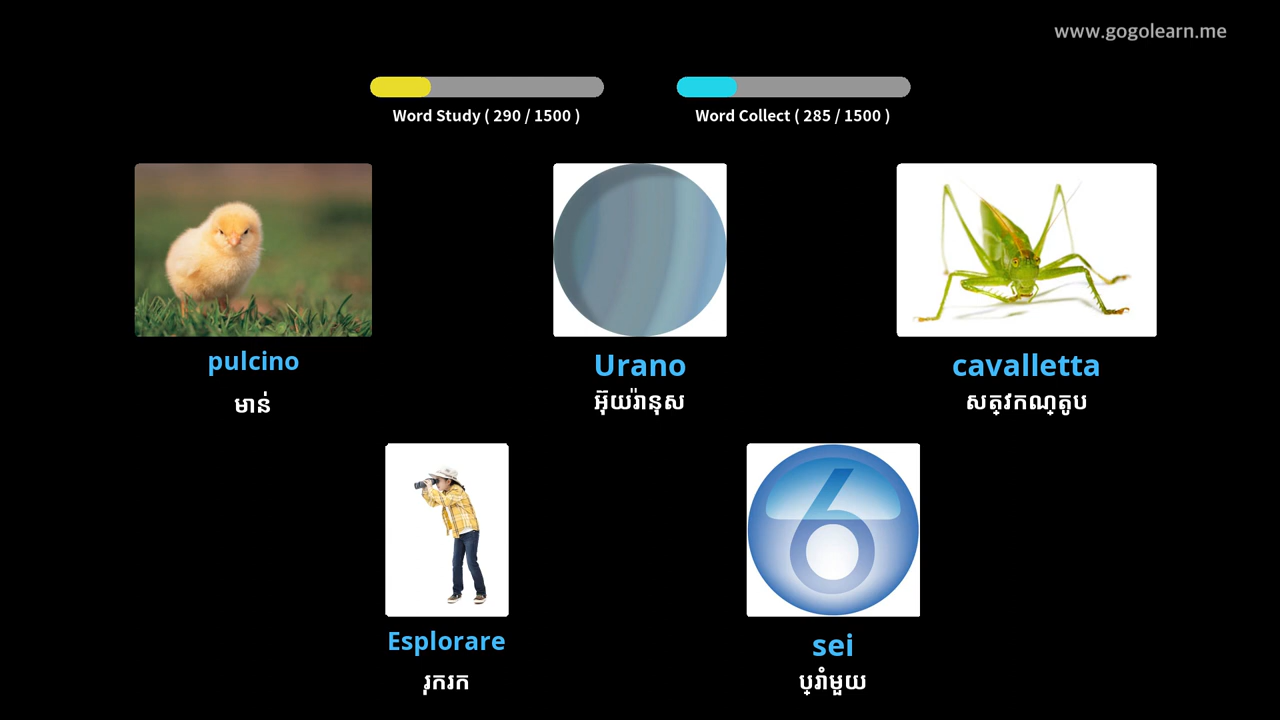 www.gogolearn.me
Word Study ( 290 / 1500 )
Word Collect ( 285 / 1500 )
pulcino
Urano
cavalletta
មាន់
អ៊ុយរ៉ានុស
សត្វកណ្តូប
6
Esplorare
sei
រុករក
ប្រាំមួយ